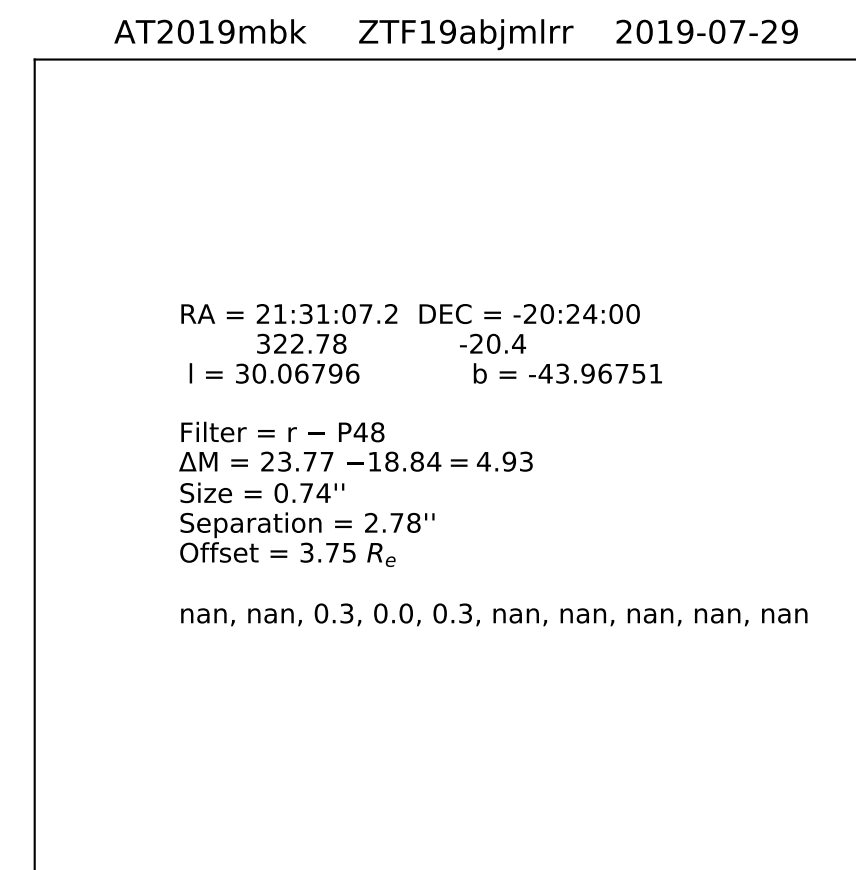 AT2019mbk ZTF19abjmlrr 2019-07-29
RA = 21:31:07.2 DEC = -20:24:00
322.78 -20.4
l = 30.06796 b = -43.96751
Filter = r − P48
ΔM = 23.77 −18.84 = 4.93
Size = 0.74''
Separation = 2.78''
Offset = 3.75 Rₑ
nan, nan, 0.3, 0.0, 0.3, nan, nan, nan, nan, nan